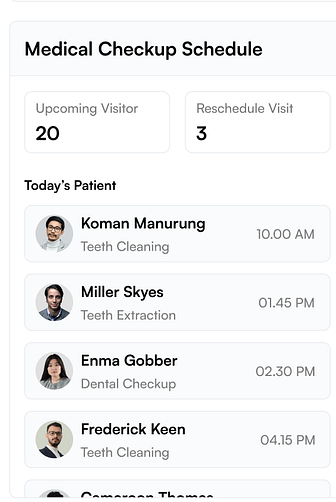 Medical Checkup Schedule
Upcoming Visitor
20
Reschedule Visit
3
Today's Patient
Koman Manurung
Teeth Cleaning
10.00 AM
Miller Skyes
Teeth Extraction
01.45 PM
Enma Gobber
Dental Checkup
02.30 PM
Frederick Keen
Teeth Cleaning
04.15 PM